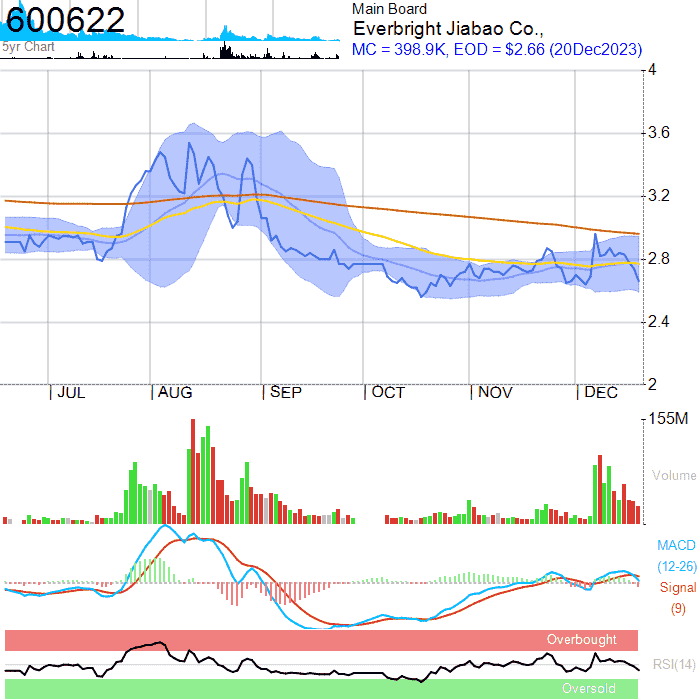 600622
5yr Chart
Main Board
Everbright Jiabao Co.,
MC = 398.9K, EOD = $2.66 (20Dec2023)
4
3.6
3.2
2.8
2.4
2
JUL AUG SEP OCT NOV DEC
155M
Volume
MACD
(12-26)
Signal
(9)
Overbought
RSI(14)
Oversold